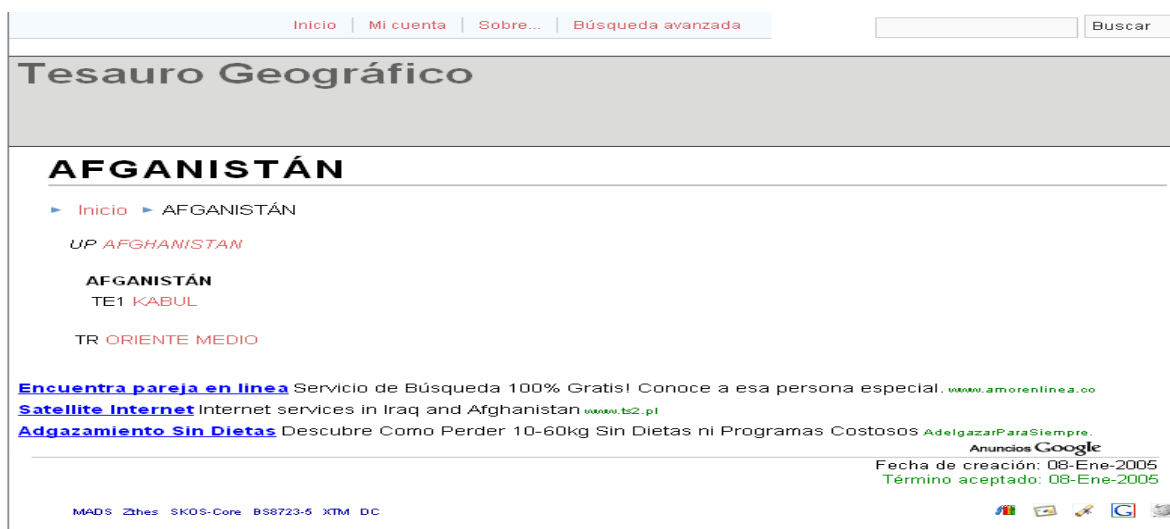 Inicio | Mi cuenta | Sobre... | Búsqueda avanzada Buscar
Tesauro Geográfico
AFGANISTÁN
► Inicio ► AFGANISTÁN
UP AFGHANISTAN
AFGANISTÁN
TE1 KABUL
TR ORIENTE MEDIO
Encuentra pareja en linea Servicio de Búsqueda 100% Gratis! Conoce a esa persona especial. www.amorenlinea.co
Satellite Internet Internet services in Iraq and Afghanistan www.ts2.pl
Adgazamiento Sin Dietas Descubre Como Perder 10-60kg Sin Dietas ni Programas Costosos AdelgazarParaSiempre.
Anuncios Google
Fecha de creación: 08-Ene-2005
Término aceptado: 08-Ene-2005
MADS Zthes SKOS-Core BS8723-5 XTM DC G